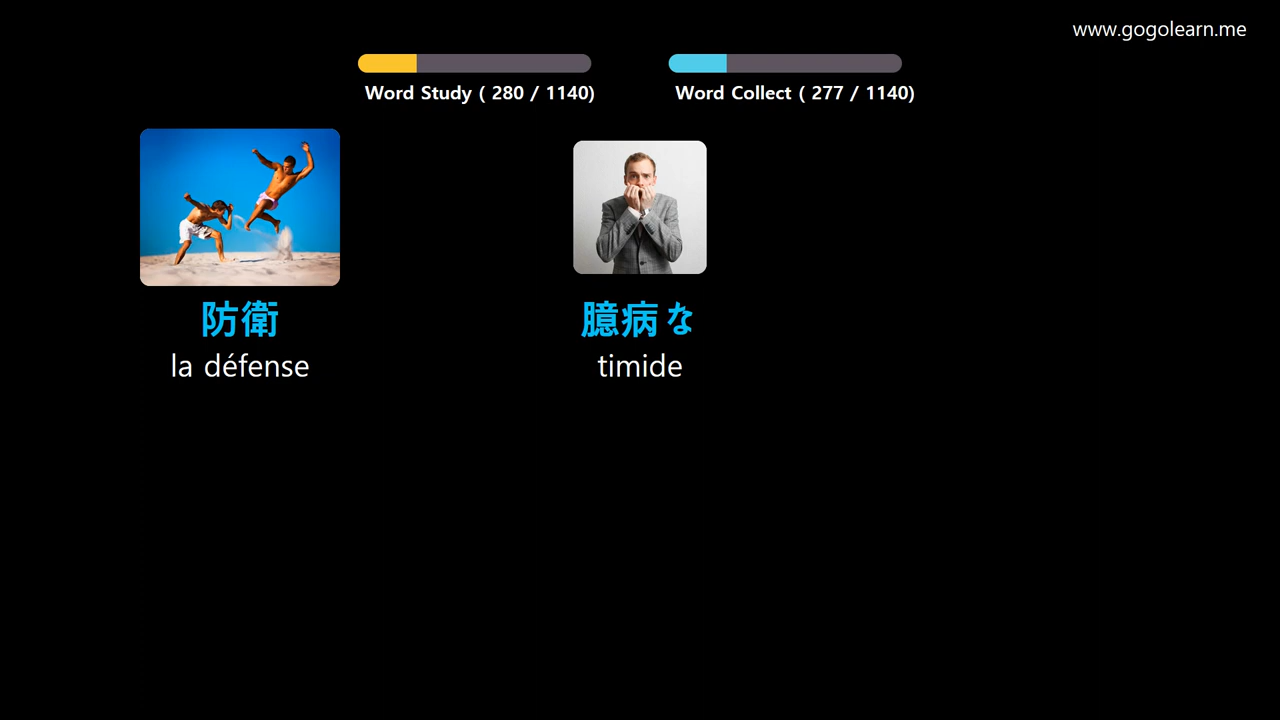 www.gogolearn.me
Word Study ( 280 / 1140)
Word Collect ( 277 / 1140)
防衛
la défense
臆病な
timide